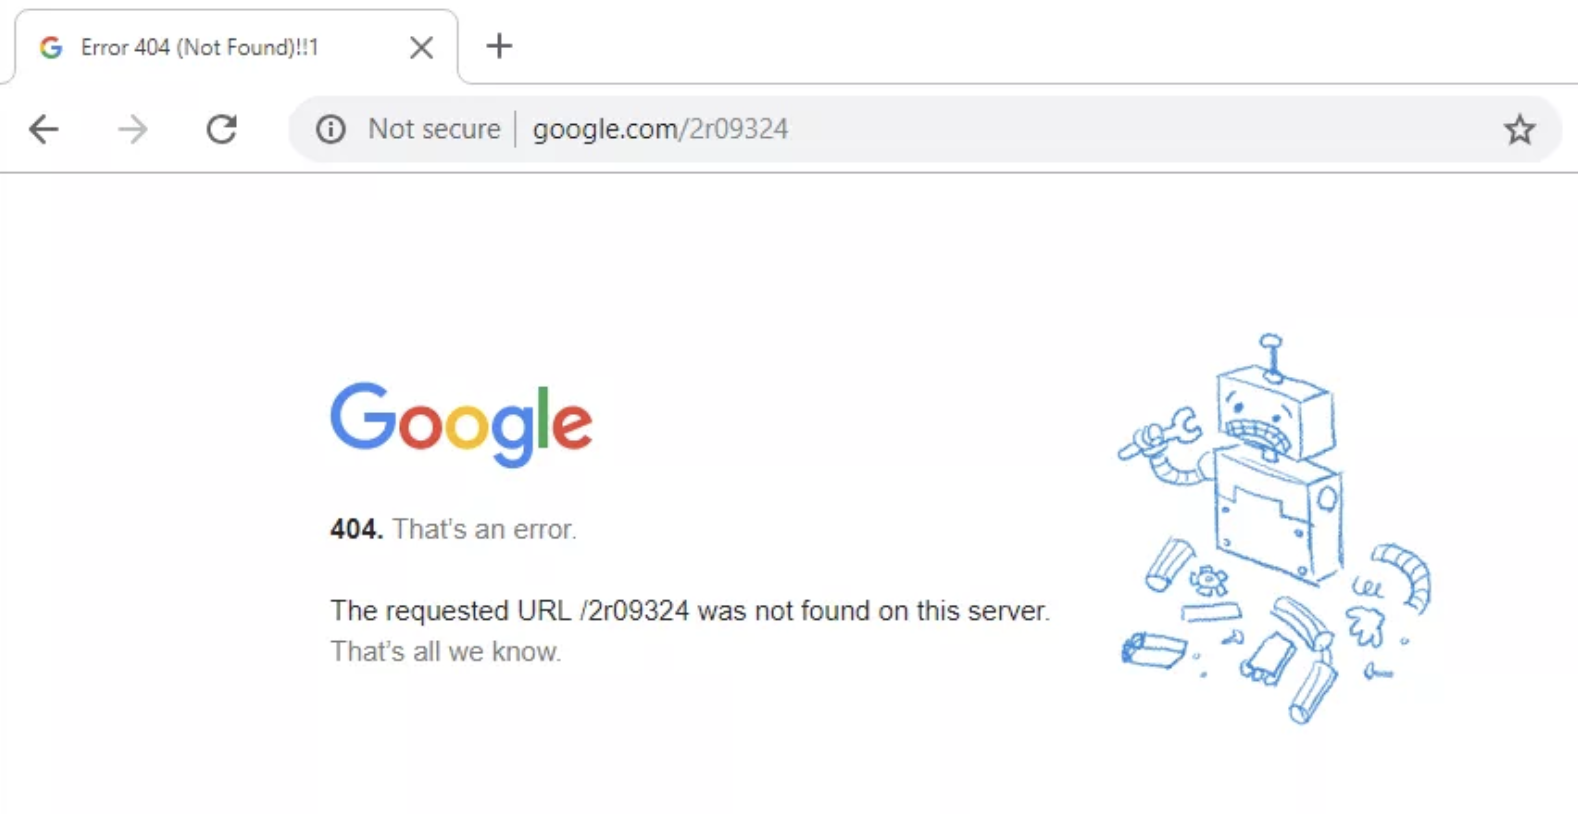 Error 404 (Not Found)!!1
Not secure google.com/2r09324
Google
404. That's an error.
The requested URL /2r09324 was not found on this server.
That's all we know.